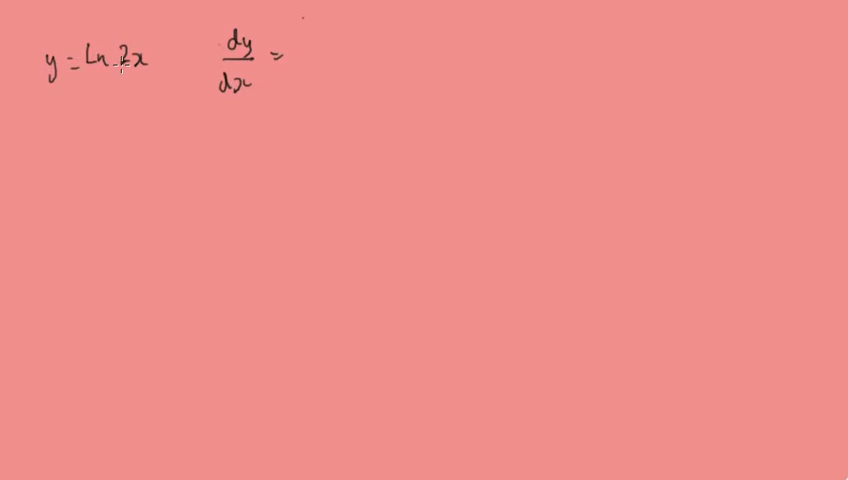 y = Ln 2x dy/dx =